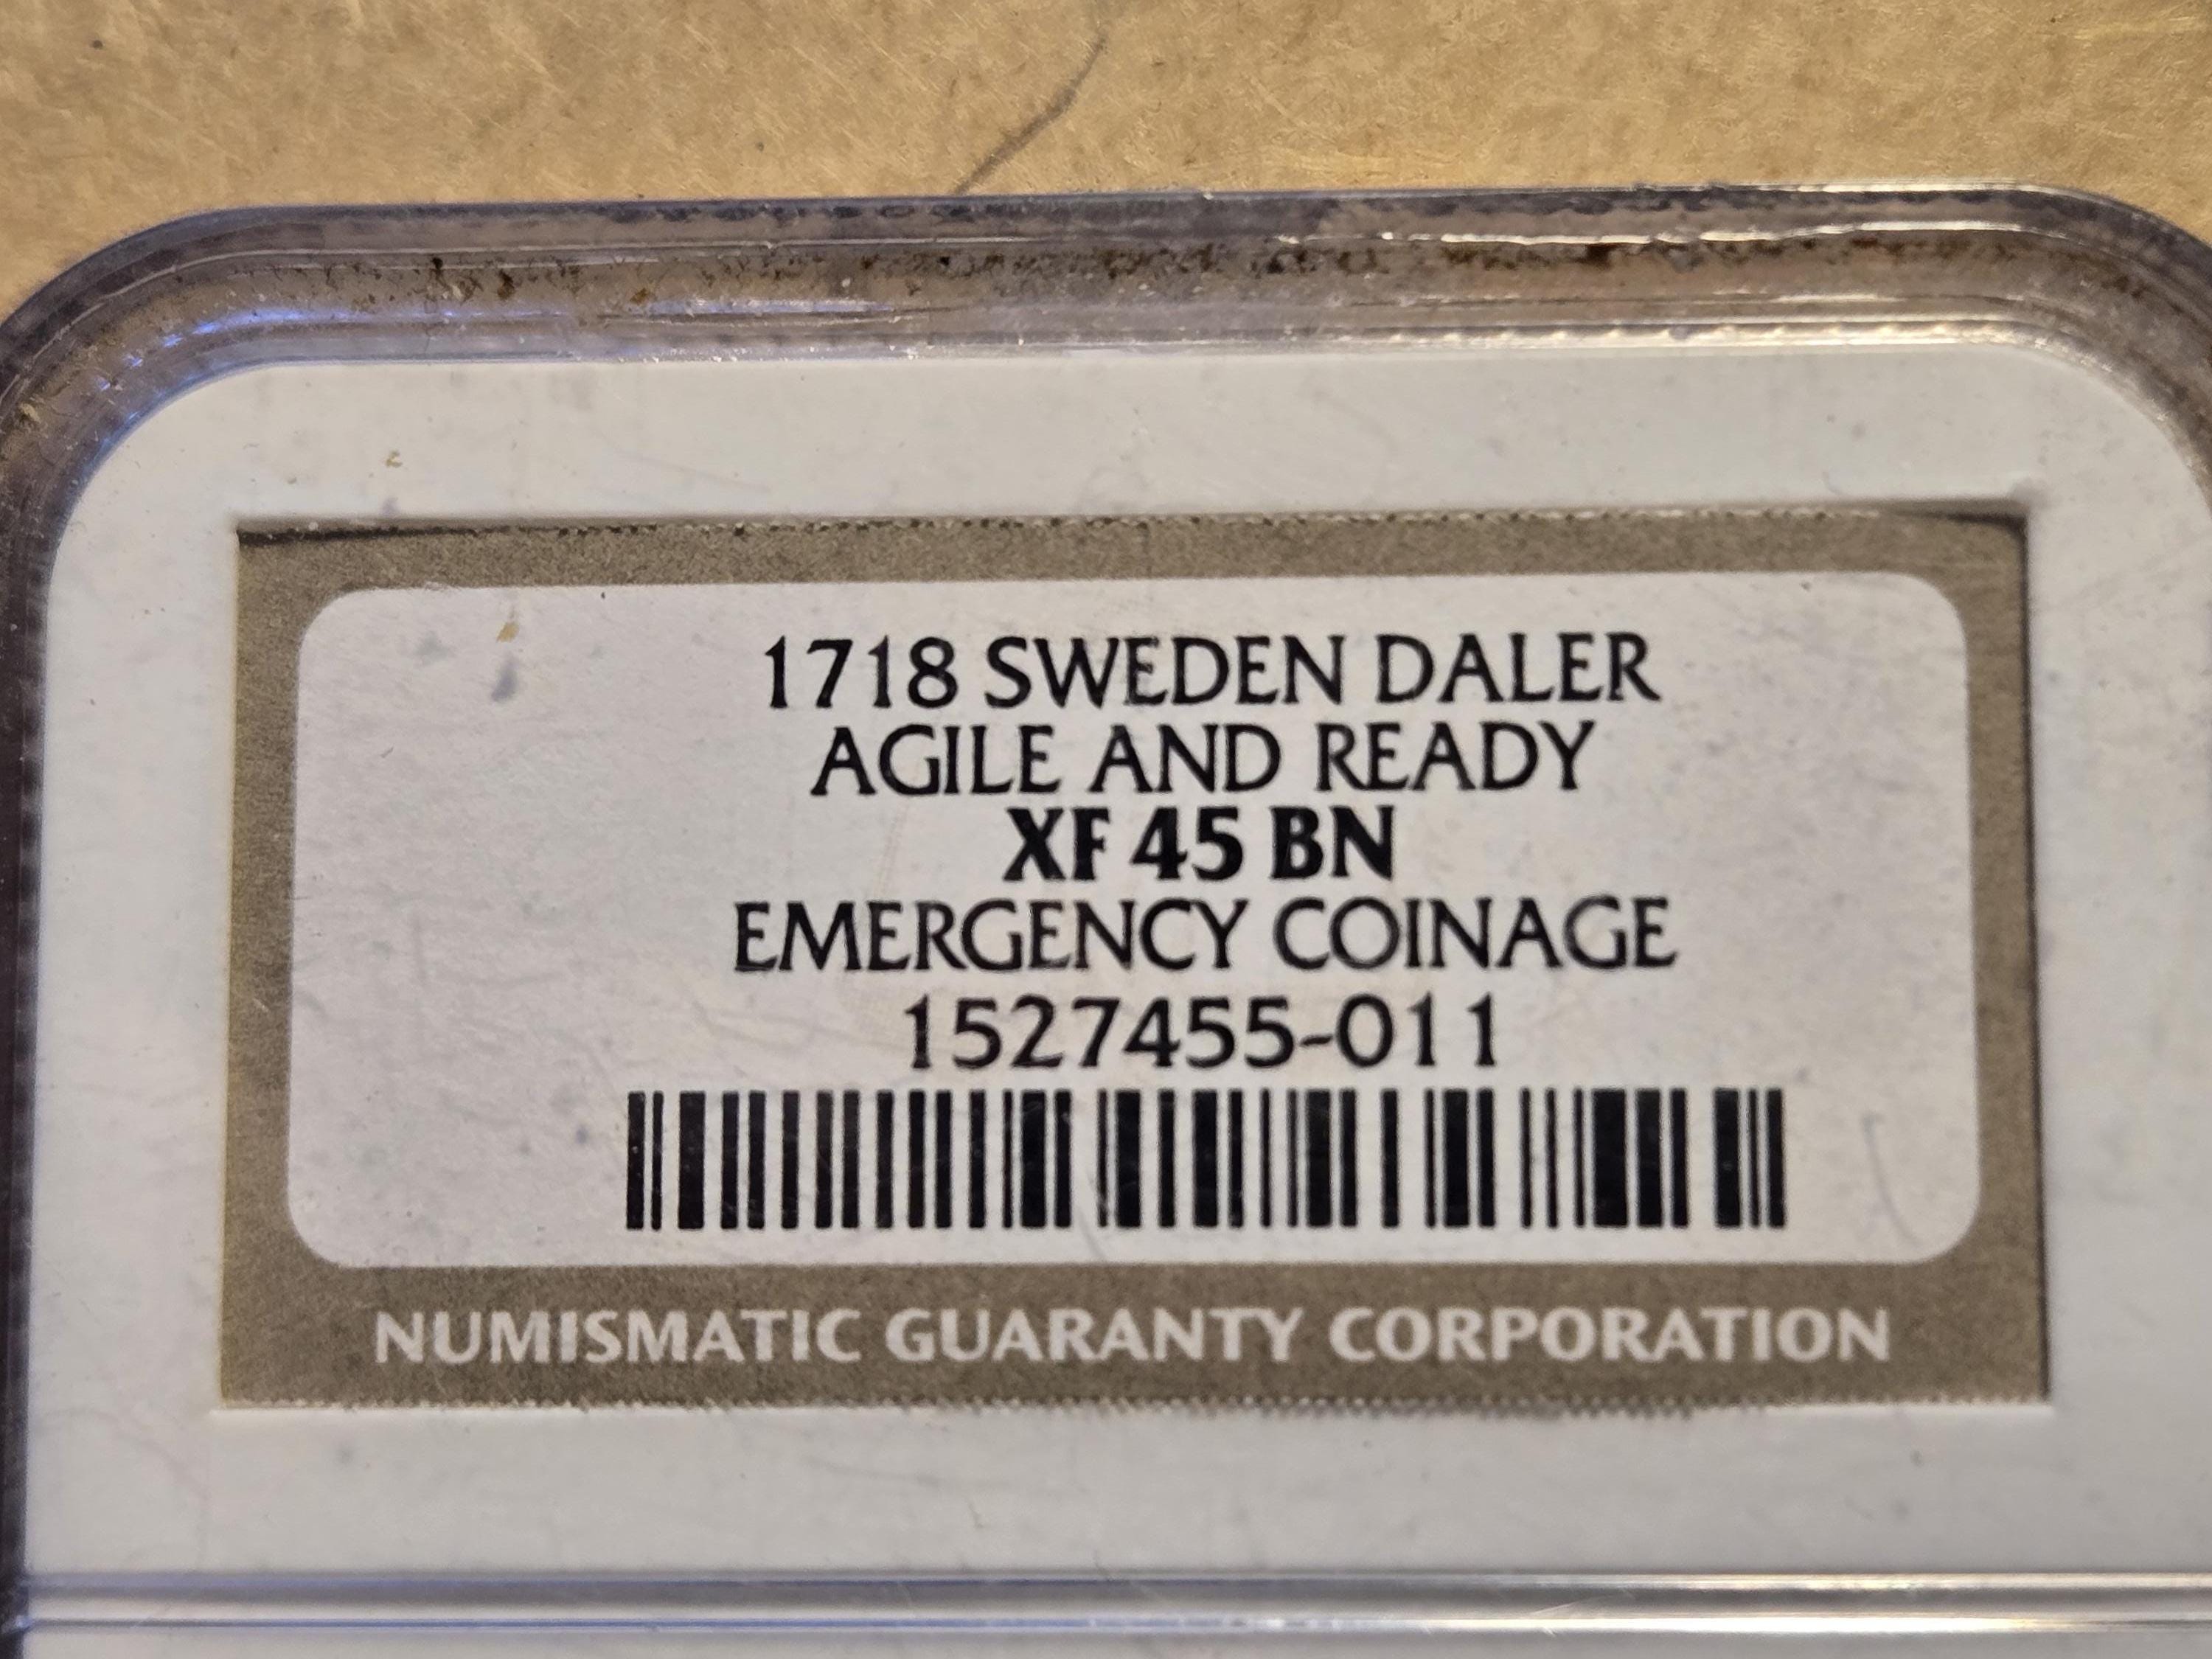 1718 SWEDEN DALER
AGILE AND READY
XF 45 BN
EMERGENCY COINAGE
1527455-011
NUMISMATIC GUARANTY CORPORATION